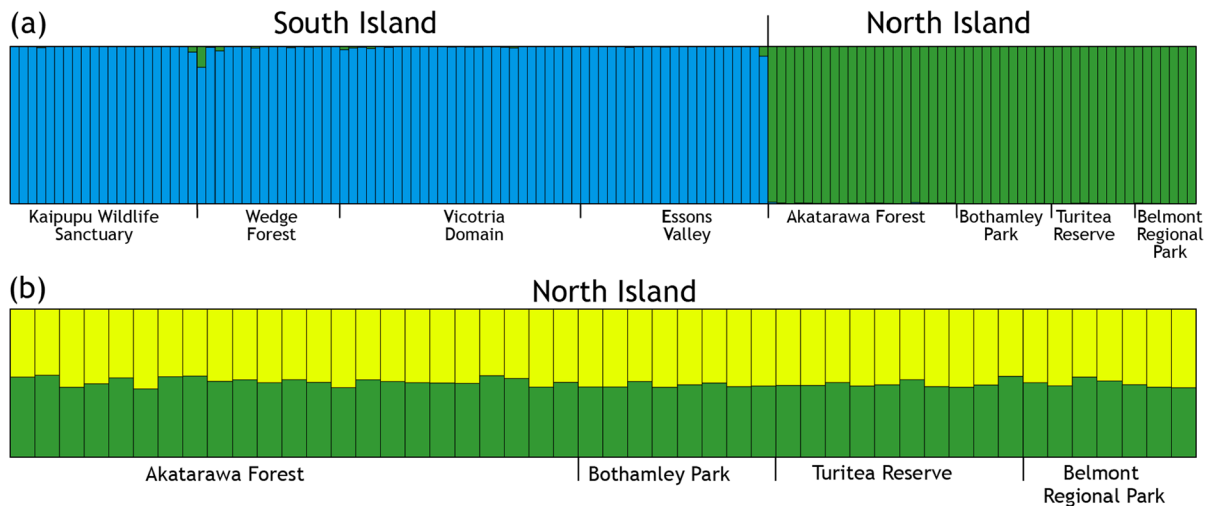 (a) South Island North Island
Kaipupu Wildlife Sanctuary
Wedge Forest
Vicotria Domain
Essons Valley
Akatarawa Forest
Bothamley Park
Turitea Reserve
Belmont Regional Park
(b) North Island
Akatarawa Forest
Bothamley Park
Turitea Reserve
Belmont Regional Park